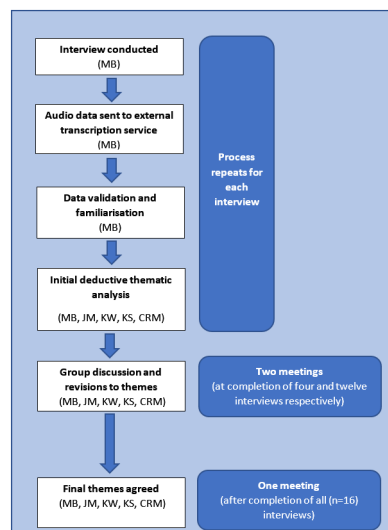 Interview conducted
(MB)
Audio data sent to external
transcription service
(MB)
Process
repeats for
each
interview
Data validation and
familiarisation
(MB)
Initial deductive thematic
analysis
(MB, JM, KW, KS, CRM)
Group discussion and
revisions to themes
(MB, JM, KW, KS, CRM)
Two meetings
(at completion of four and twelve
interviews respectively)
Final themes agreed
(MB, JM, KW, KS, CRM)
One meeting
(after completion of all (n=16)
interviews)